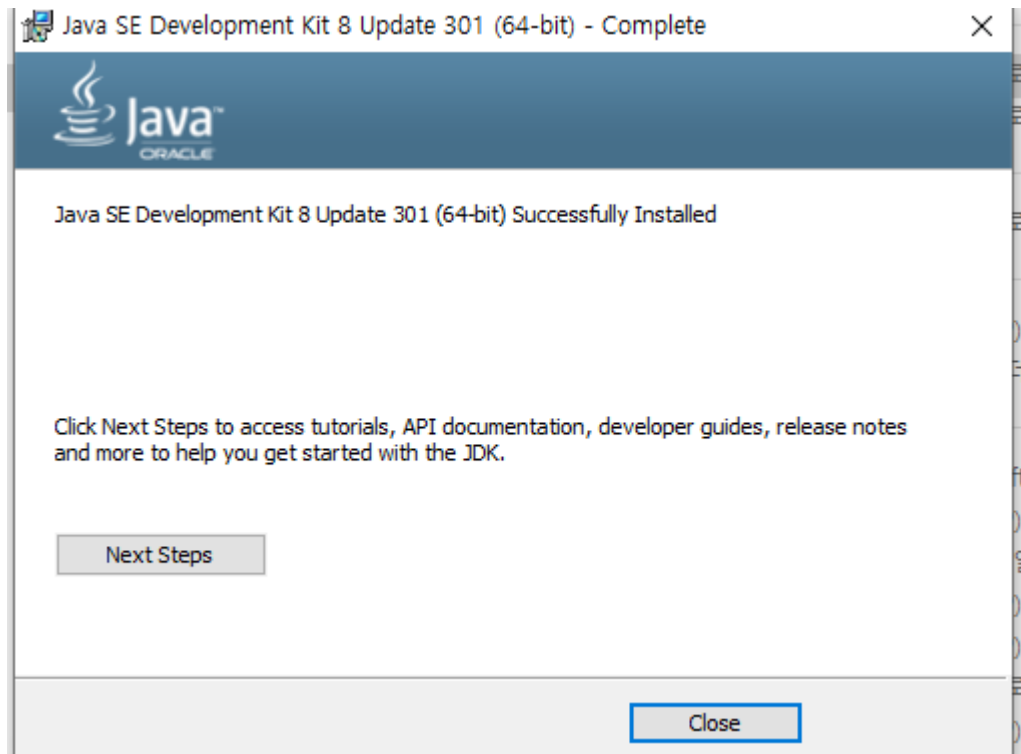 Java SE Development Kit 8 Update 301 (64-bit) - Complete
Java™
ORACLE
Java SE Development Kit 8 Update 301 (64-bit) Successfully Installed
Click Next Steps to access tutorials, API documentation, developer guides, release notes
and more to help you get started with the JDK.
Next Steps
Close